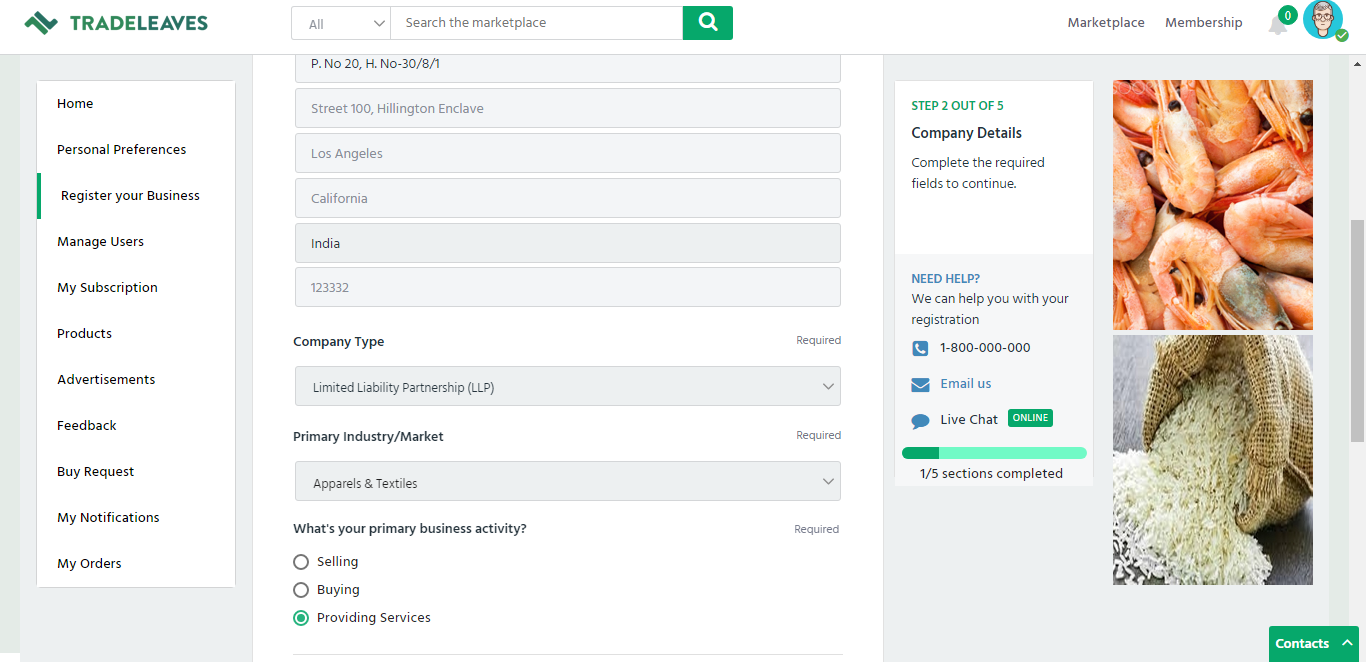 TRADELEAVES
All
Search the marketplace
Marketplace
Membership
0
Home
Personal Preferences
Register your Business
Manage Users
My Subscription
Products
Advertisements
Feedback
Buy Request
My Notifications
My Orders
P. No 20, H. No-30/8/1
Street 100, Hillington Enclave
Los Angeles
California
India
123332
Company Type
Required
Limited Liability Partnership (LLP)
Primary Industry/Market
Required
Apparels & Textiles
What's your primary business activity?
Required
Selling
Buying
Providing Services
STEP 2 OUT OF 5
Company Details
Complete the required
fields to continue.
NEED HELP?
We can help you with your
registration
1-800-000-000
Email us
Live Chat ONLINE
1/5 sections completed
Contacts